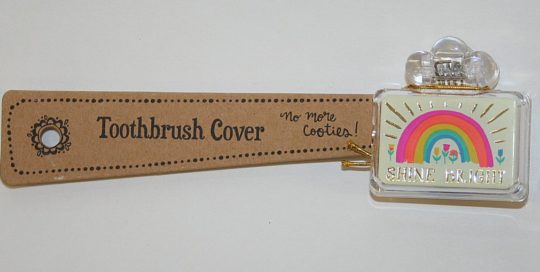 Toothbrush Cover
No More
Cooties!
SHINE BRIGHT